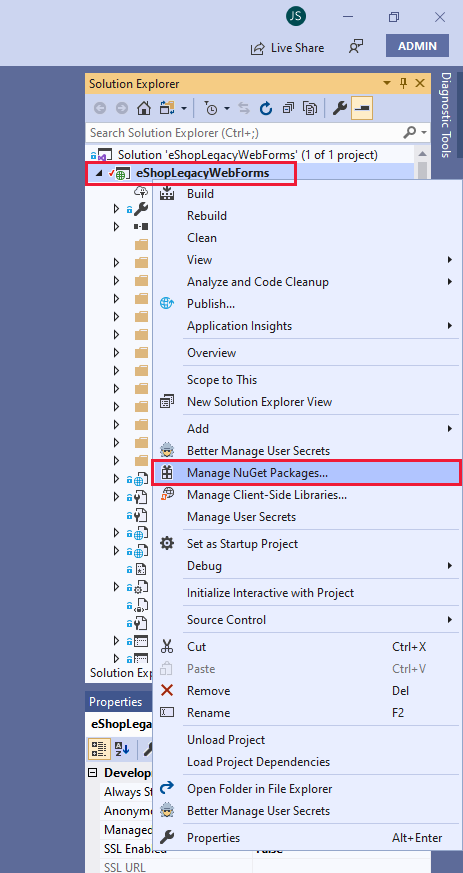 JS
Live Share
ADMIN
Solution Explorer
Diagnostic Tools
Search Solution Explorer (Ctrl+;)
Solution 'eShopLegacyWebForms' (1 of 1 project)
eShopLegacyWebForms
Build
Rebuild
Clean
View
Analyze and Code Cleanup
Publish...
Application Insights
Overview
Scope to This
New Solution Explorer View
Add
Better Manage User Secrets
Manage NuGet Packages...
Manage Client-Side Libraries...
Manage User Secrets
Set as Startup Project
Debug
Initialize Interactive with Project
Source Control
Cut Ctrl+X
Paste Ctrl+V
Solution Exp
Remove Del
Properties
Rename F2
eShopLega
Unload Project
Load Project Dependencies
Develop
Always St
Open Folder in File Explorer
Anonym
Better Manage User Secrets
Managed
Properties Alt+Enter
SSL Enabled False
SSL URL